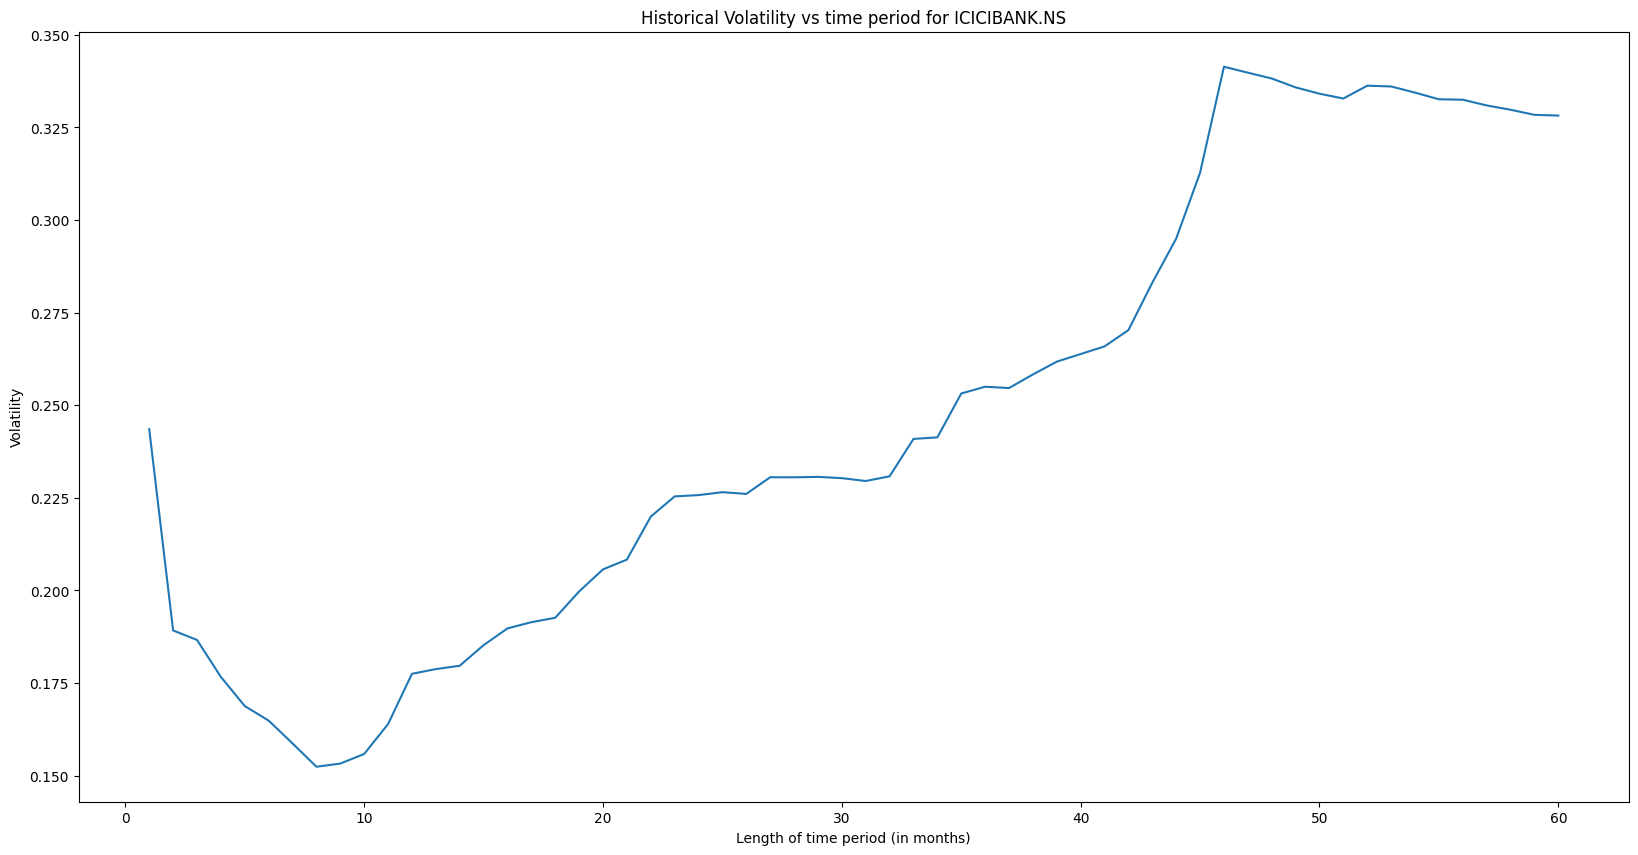 Historical Volatility vs time period for ICICIBANK.NS
0.350
0.325
0.300
0.275
0.250
0.225
0.200
0.175
0.150
Volatility
0 10 20 30 40 50 60
Length of time period (in months)